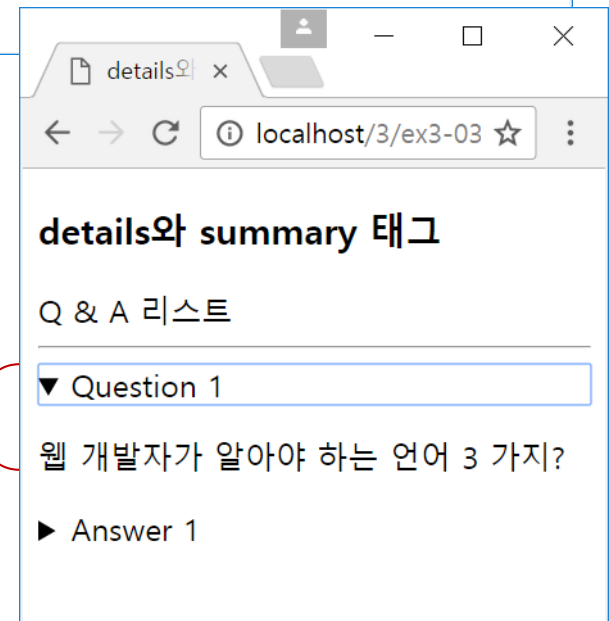 details와
localhost/3/ex3-03
details와 summary 태그
Q & A 리스트
▼ Question 1
웹 개발자가 알아야 하는 언어 3 가지?
▶ Answer 1